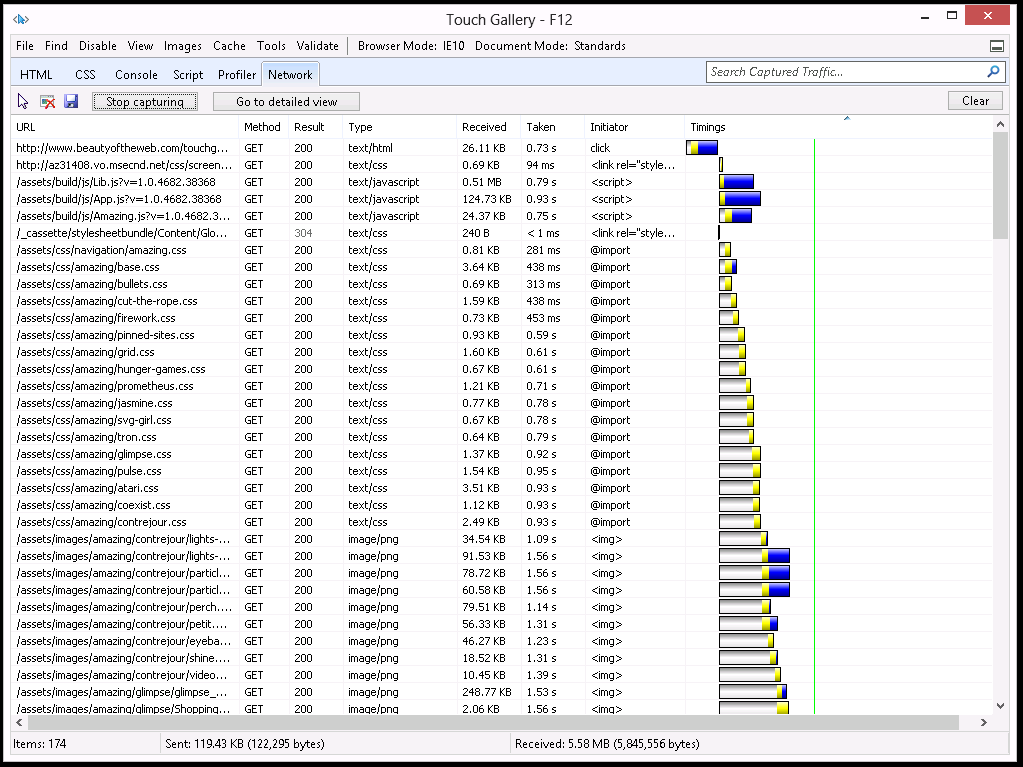 Touch Gallery - F12
File Find Disable View Images Cache Tools Validate Browser Mode: IE10 Document Mode: Standards
HTML CSS Console Script Profiler Network Search Captured Traffic...
Stop capturing Go to detailed view Clear
URL Method Result Type Received Taken Initiator Timings
http://www.beautyoftheweb.com/touchg... GET 200 text/html 26.11 KB 0.73 s click
http://az31408.vo.msecnd.net/css/screen... GET 200 text/css 0.69 KB 94 ms <link rel="style...
/assets/build/js/Lib.js?v=1.0.4682.38368 GET 200 text/javascript 0.51 MB 0.79 s <script>
/assets/build/js/App.js?v=1.0.4682.38368 GET 200 text/javascript 124.73 KB 0.93 s <script>
/assets/build/js/Amazing.js?v=1.0.4682.3... GET 200 text/javascript 24.37 KB 0.75 s <script>
/_cassette/stylesheetbundle/Content/Glo... GET 304 text/css 240 B < 1 ms <link rel="style...
/assets/css/navigation/amazing.css GET 200 text/css 0.81 KB 281 ms @import
/assets/css/amazing/base.css GET 200 text/css 3.64 KB 438 ms @import
/assets/css/amazing/bullets.css GET 200 text/css 0.69 KB 313 ms @import
/assets/css/amazing/cut-the-rope.css GET 200 text/css 1.59 KB 438 ms @import
/assets/css/amazing/firework.css GET 200 text/css 0.73 KB 453 ms @import
/assets/css/amazing/pinned-sites.css GET 200 text/css 0.93 KB 0.59 s @import
/assets/css/amazing/grid.css GET 200 text/css 1.60 KB 0.61 s @import
/assets/css/amazing/hunger-games.css GET 200 text/css 0.67 KB 0.61 s @import
/assets/css/amazing/prometheus.css GET 200 text/css 1.21 KB 0.71 s @import
/assets/css/amazing/jasmine.css GET 200 text/css 0.77 KB 0.78 s @import
/assets/css/amazing/svg-girl.css GET 200 text/css 0.67 KB 0.78 s @import
/assets/css/amazing/tron.css GET 200 text/css 0.64 KB 0.79 s @import
/assets/css/amazing/glimpse.css GET 200 text/css 1.37 KB 0.92 s @import
/assets/css/amazing/pulse.css GET 200 text/css 1.54 KB 0.95 s @import
/assets/css/amazing/atari.css GET 200 text/css 3.51 KB 0.93 s @import
/assets/css/amazing/coexist.css GET 200 text/css 1.12 KB 0.93 s @import
/assets/css/amazing/contrejour.css GET 200 text/css 2.49 KB 0.93 s @import
/assets/images/amazing/contrejour/lights-... GET 200 image/png 34.54 KB 1.09 s <img>
/assets/images/amazing/contrejour/lights-... GET 200 image/png 91.53 KB 1.56 s <img>
/assets/images/amazing/contrejour/particl... GET 200 image/png 78.72 KB 1.56 s <img>
/assets/images/amazing/contrejour/particl... GET 200 image/png 60.58 KB 1.56 s <img>
/assets/images/amazing/contrejour/perch.... GET 200 image/png 79.51 KB 1.14 s <img>
/assets/images/amazing/contrejour/petit.... GET 200 image/png 56.33 KB 1.31 s <img>
/assets/images/amazing/contrejour/eyeba... GET 200 image/png 46.27 KB 1.23 s <img>
/assets/images/amazing/contrejour/shine.... GET 200 image/png 18.52 KB 1.31 s <img>
/assets/images/amazing/contrejour/video... GET 200 image/png 10.45 KB 1.39 s <img>
/assets/images/amazing/glimpse/glimpse_... GET 200 image/png 248.77 KB 1.53 s <img>
/assets/images/amazing/glimpse/Shopping... GET 200 image/png 2.06 KB 1.56 s <img>
Items: 174 Sent: 119.43 KB (122,295 bytes) Received: 5.58 MB (5,845,556 bytes)